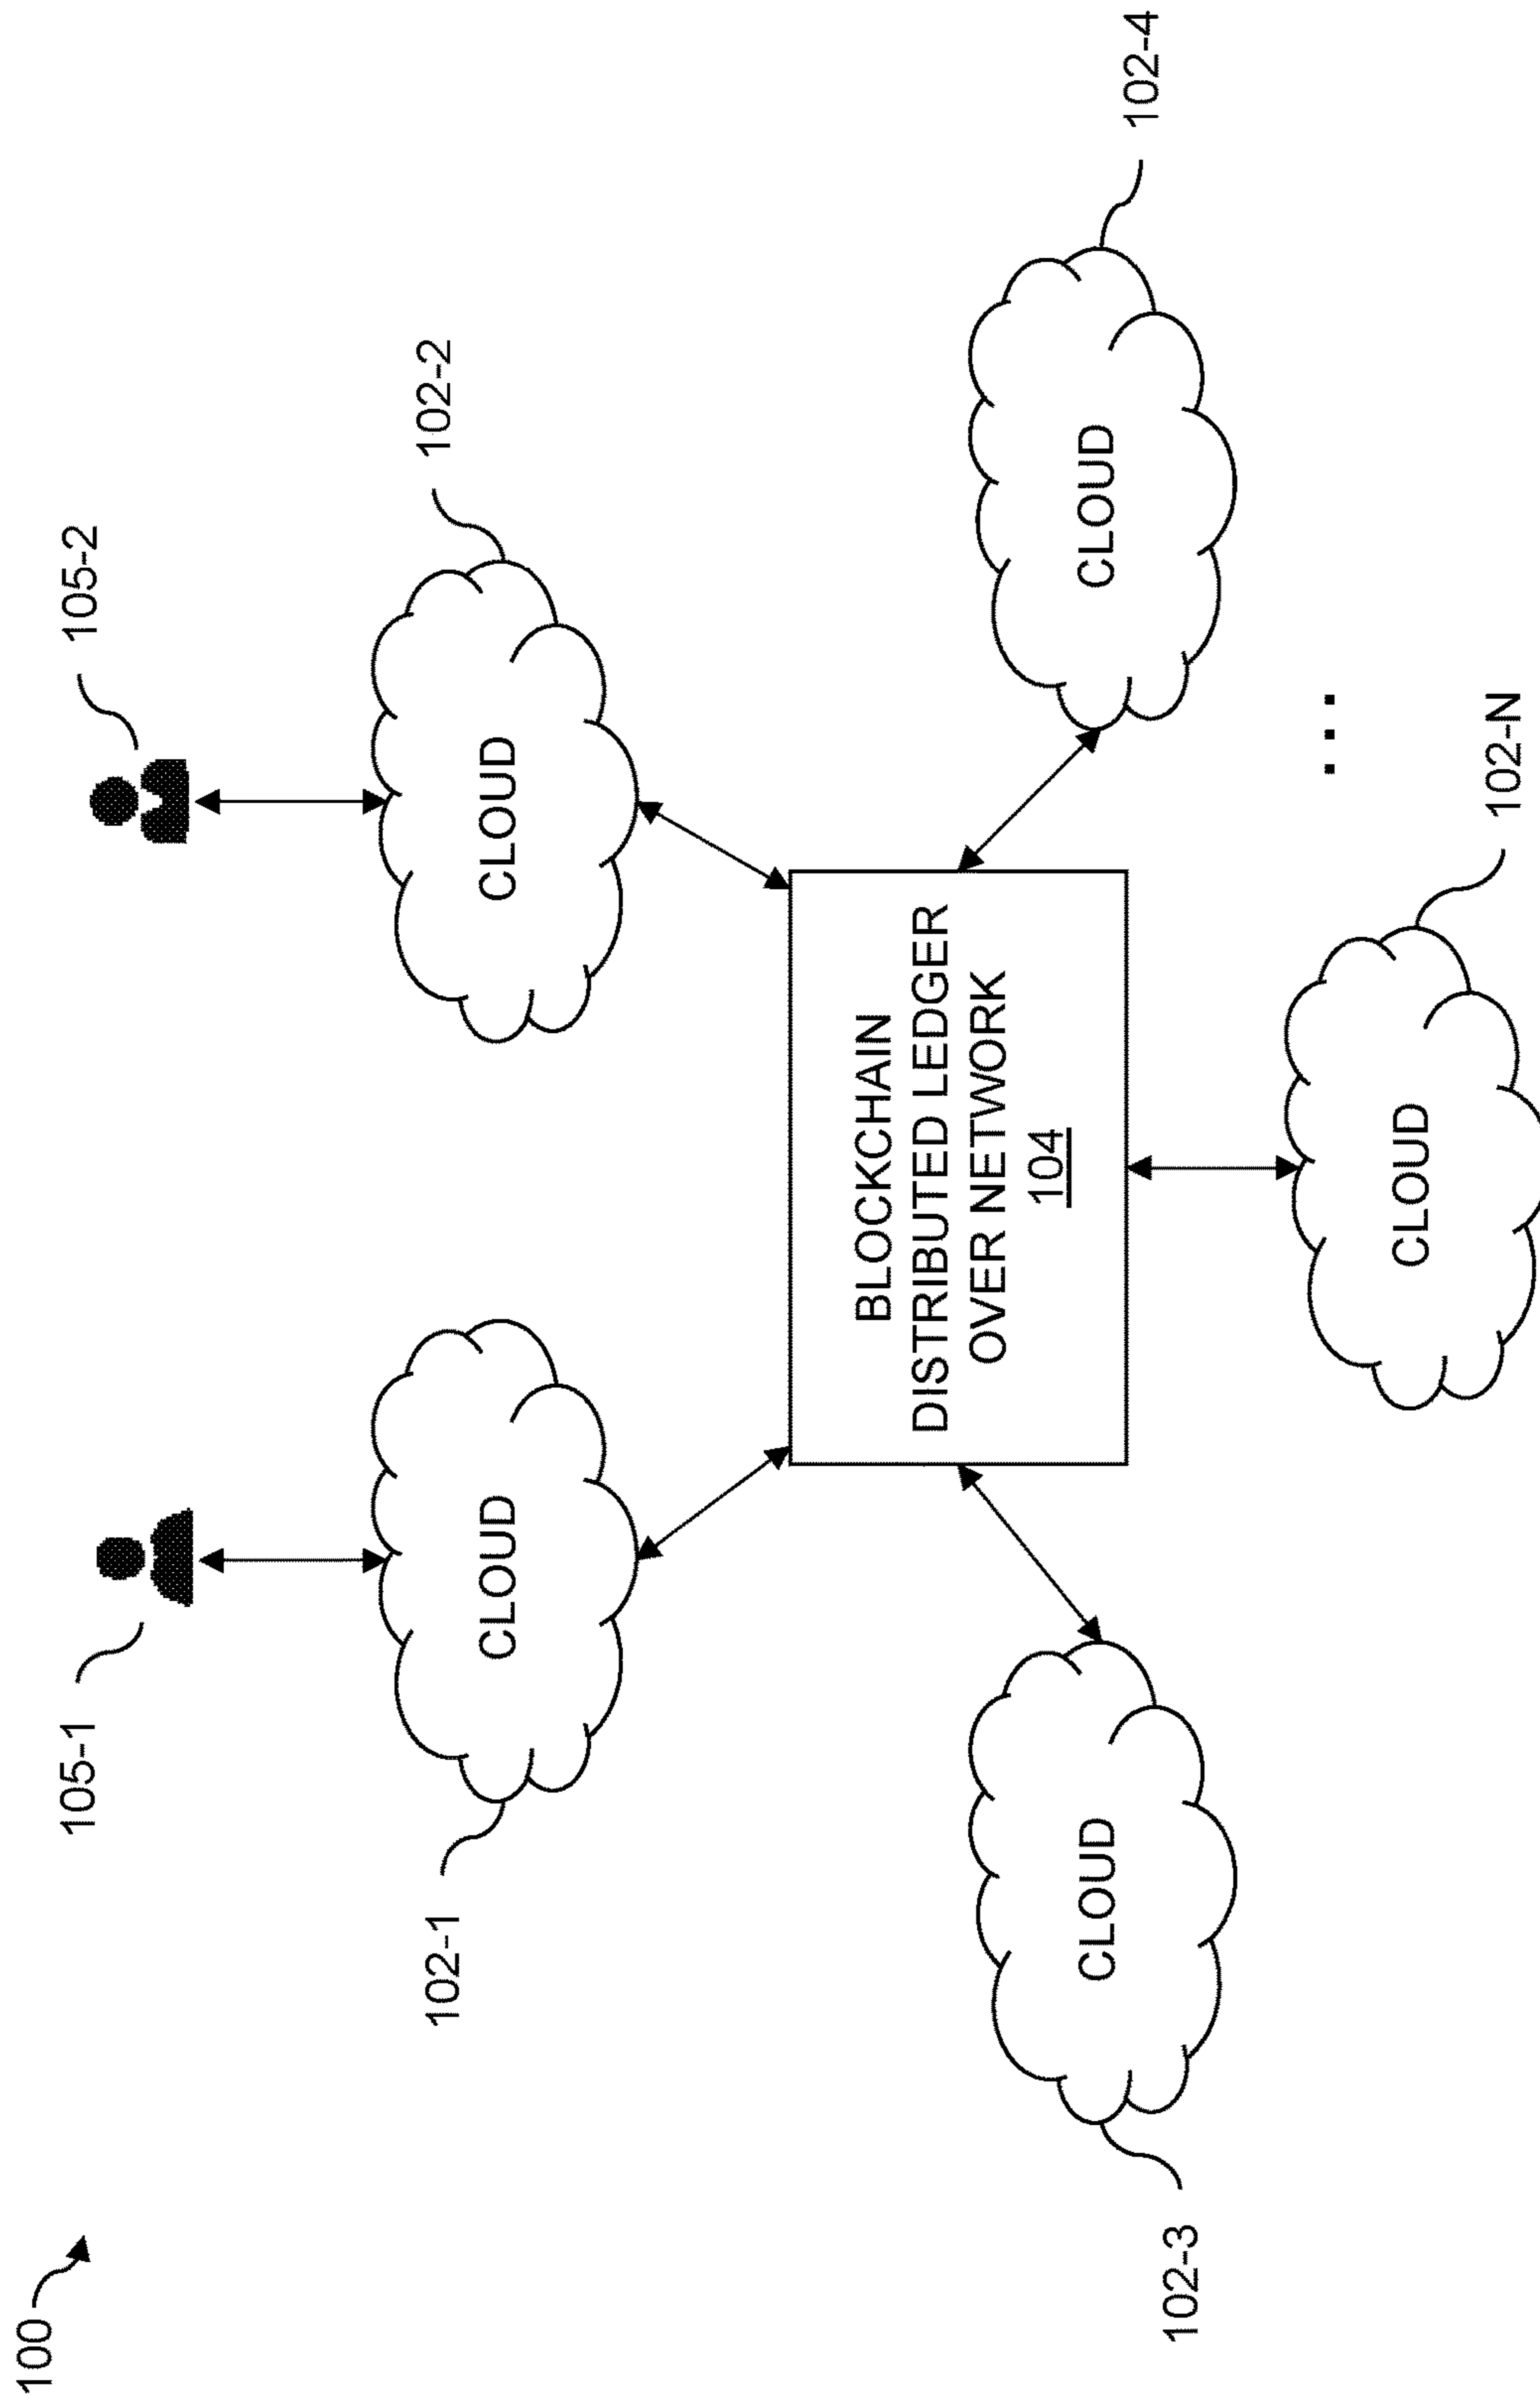 100
105-1
105-2
102-1
CLOUD
CLOUD
102-2
BLOCKCHAIN
DISTRIBUTED LEDGER
OVER NETWORK
104
102-3
CLOUD
CLOUD
102-4
...
CLOUD
102-N